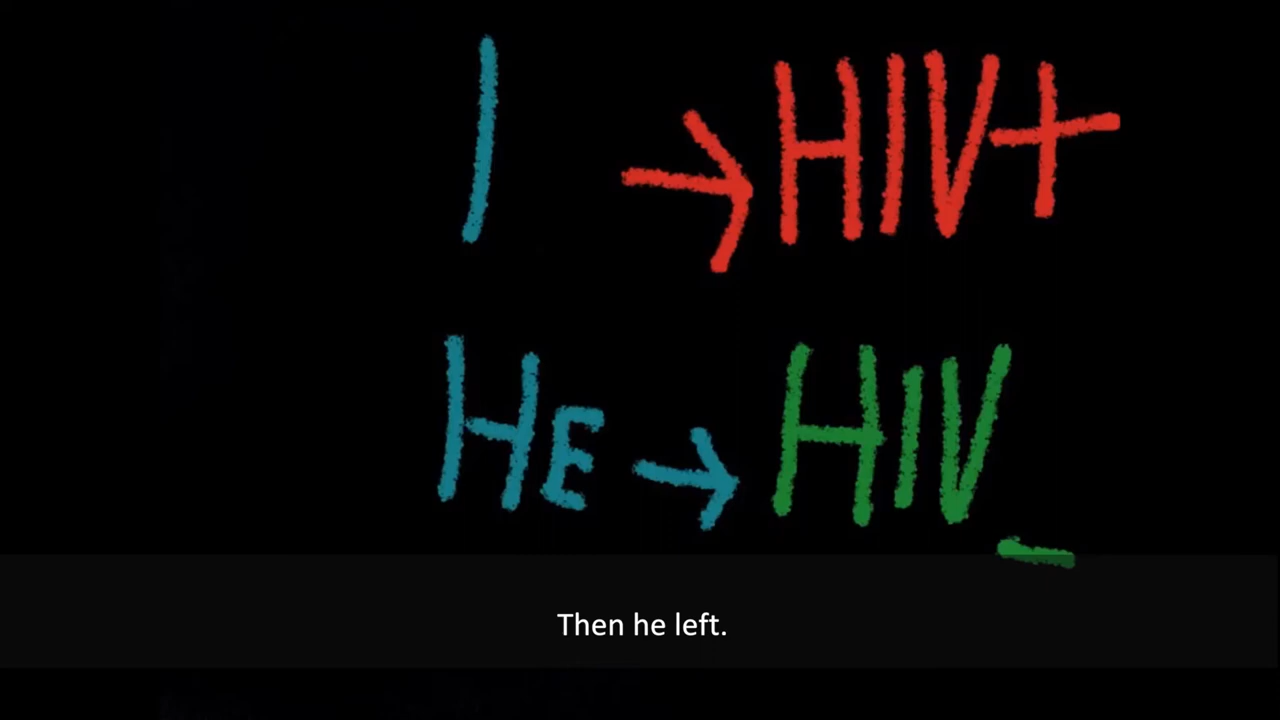 I → HIV+
HE → HIV-
Then he left.